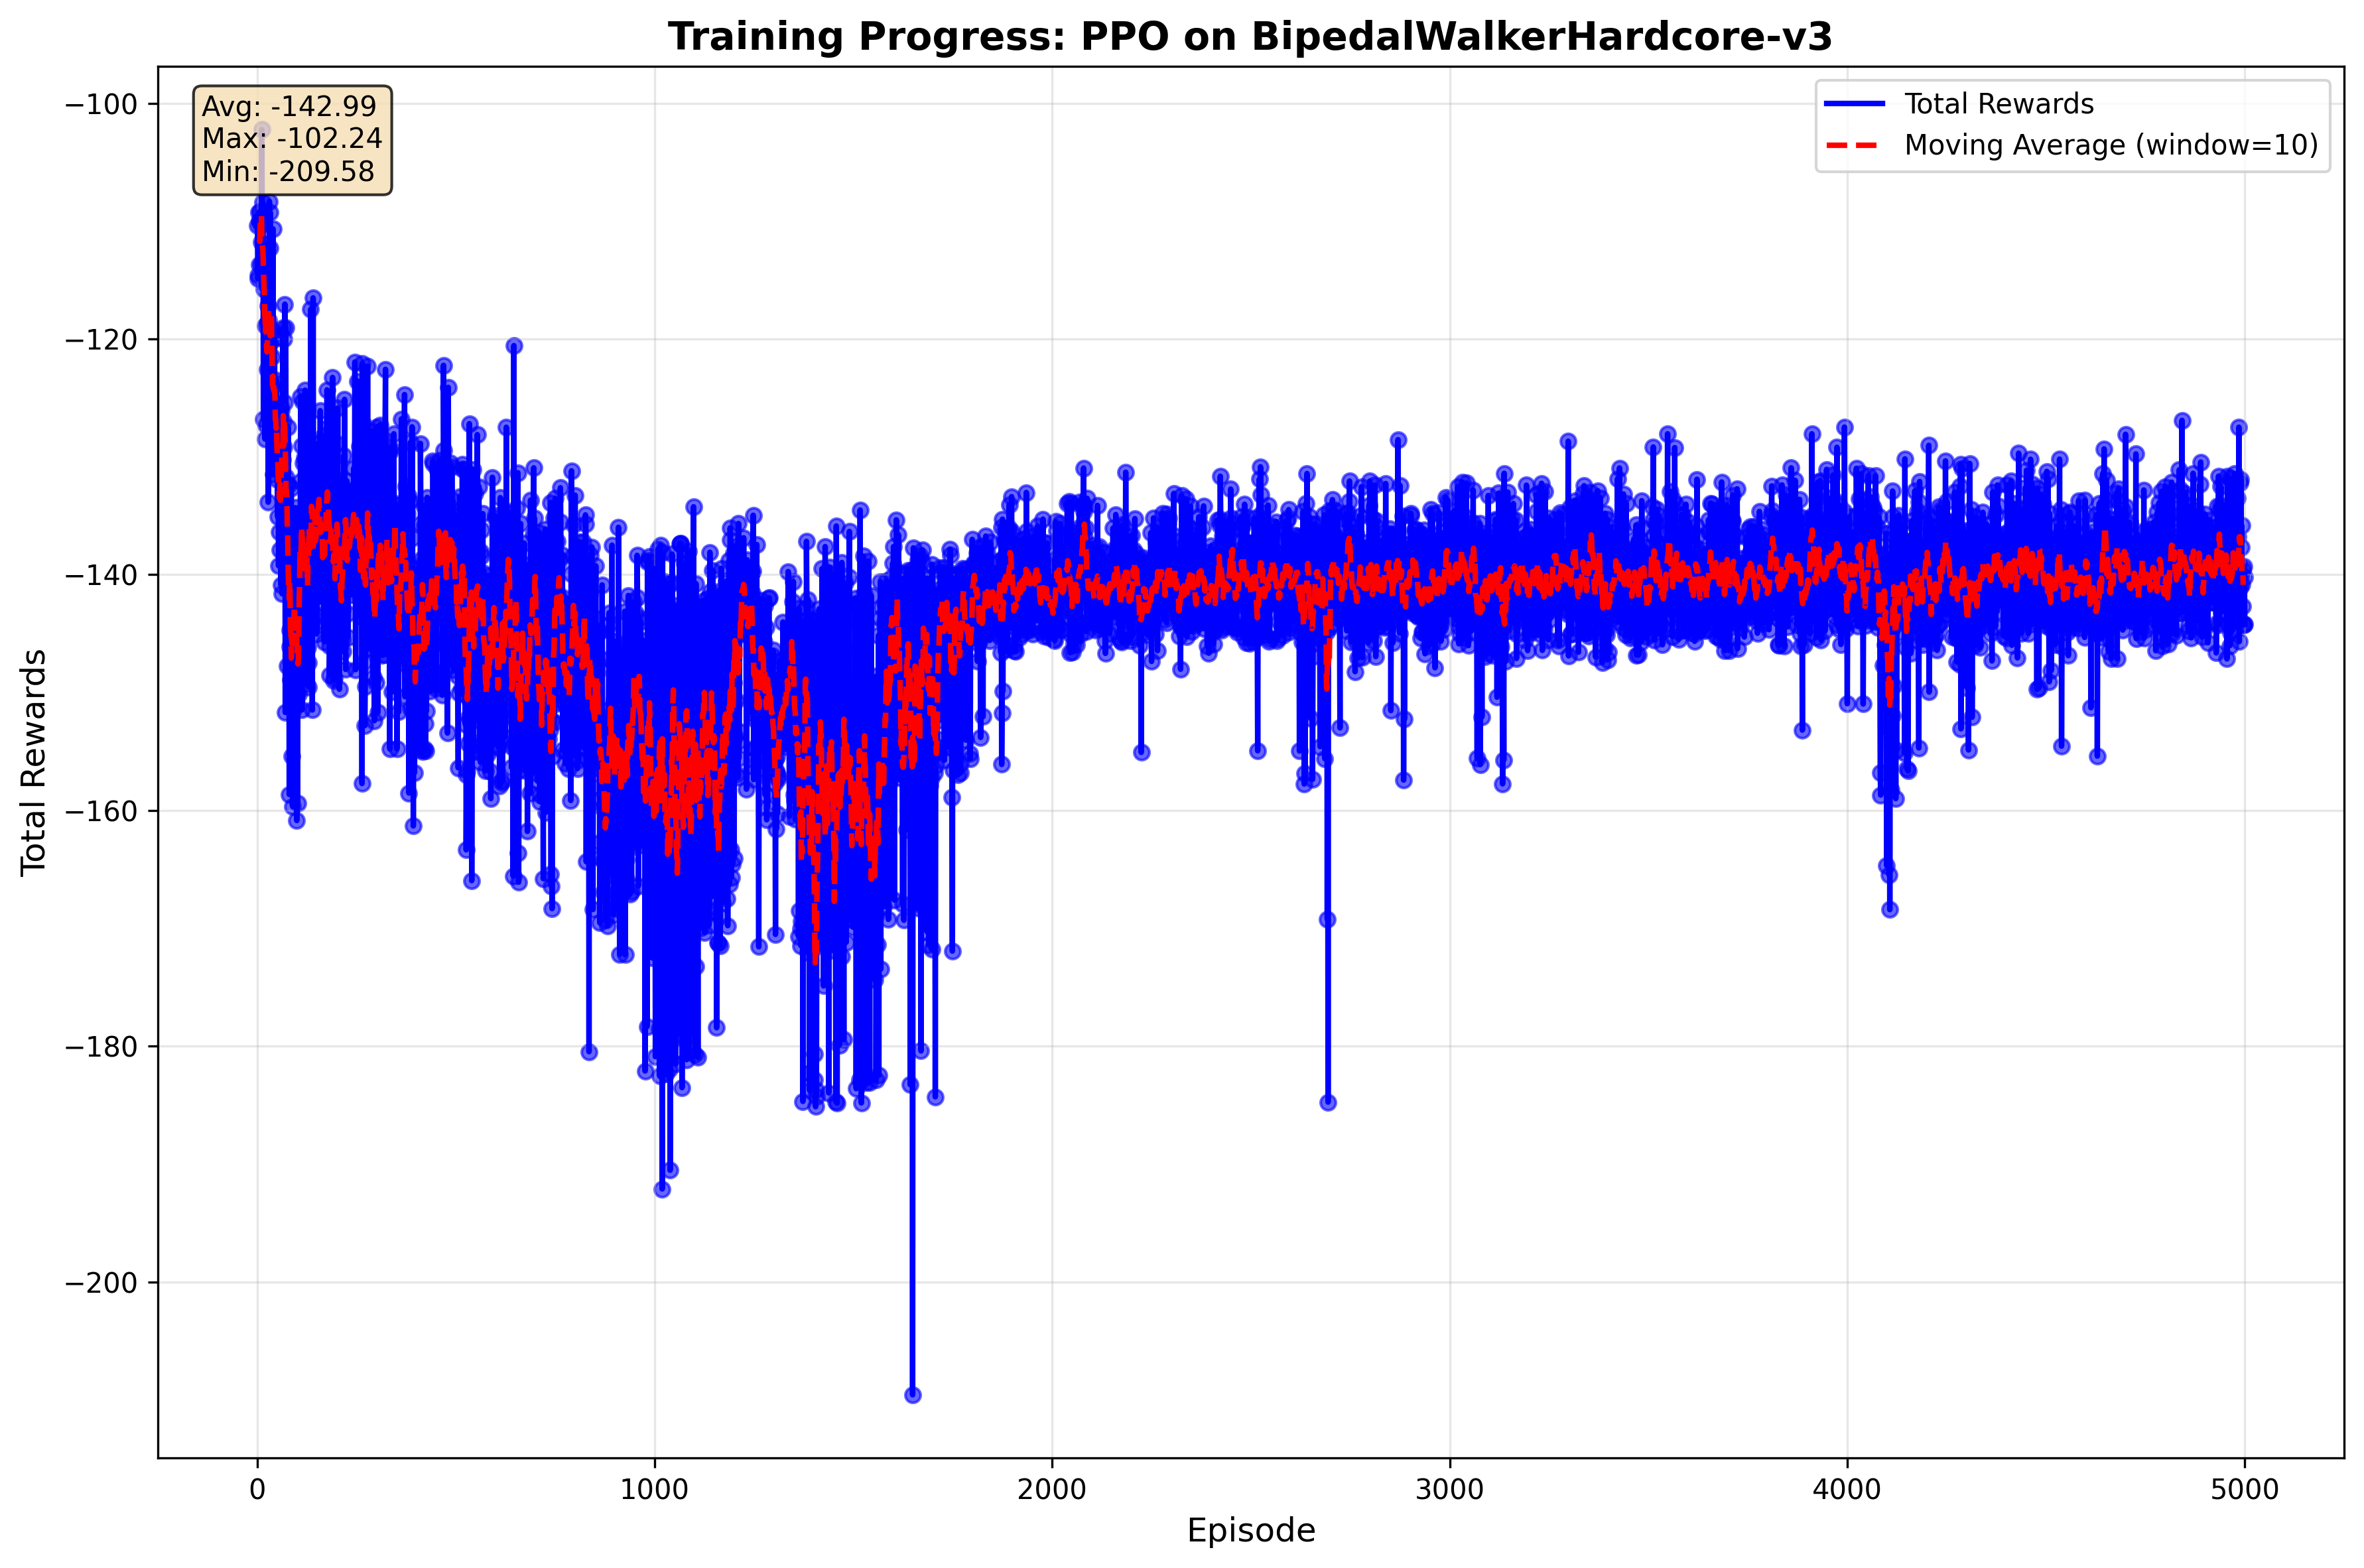 Training Progress: PPO on BipedalWalkerHardcore-v3
Avg: -142.99
Max: -102.24
Min: -209.58
Total Rewards
Moving Average (window=10)
−100
−120
−140
−160
−180
−200
Total Rewards
0
1000
2000
3000
4000
5000
Episode